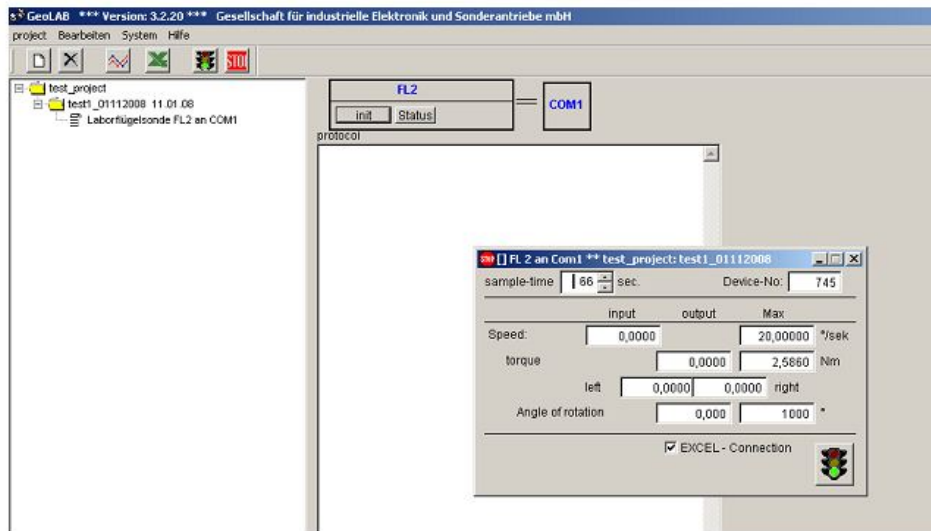 GeoLAB *** Version: 3.2.20 *** Gesellschaft für industrielle Elektronik und Sonderantriebe mbH
project Bearbeiten System Hilfe
STOP
test_project
test1_01112008 11.01.08
Laborflügelsonde FL2 an COM1
FL2
init Status
COM1
protocol
STOP [] FL 2 an Com1 ** test_project: test1_01112008
sample-time 66 sec. Device-No: 745
input output Max
Speed: 0,0000 20,00000 °/sek
torque 0,0000 2,5860 Nm
left 0,0000 0,0000 right
Angle of rotation 0,000 1000 °
EXCEL - Connection